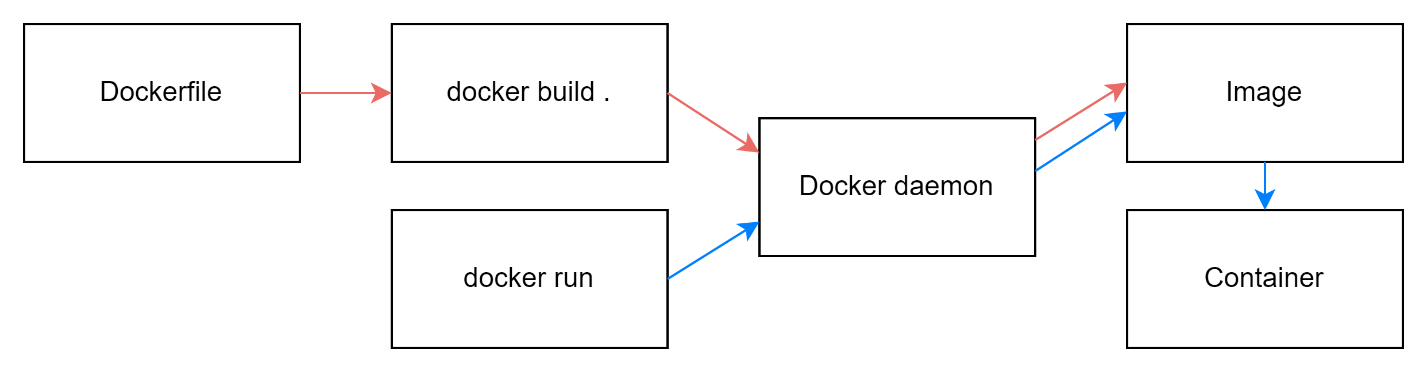 Dockerfile
docker build .
Image
Docker daemon
docker run
Container